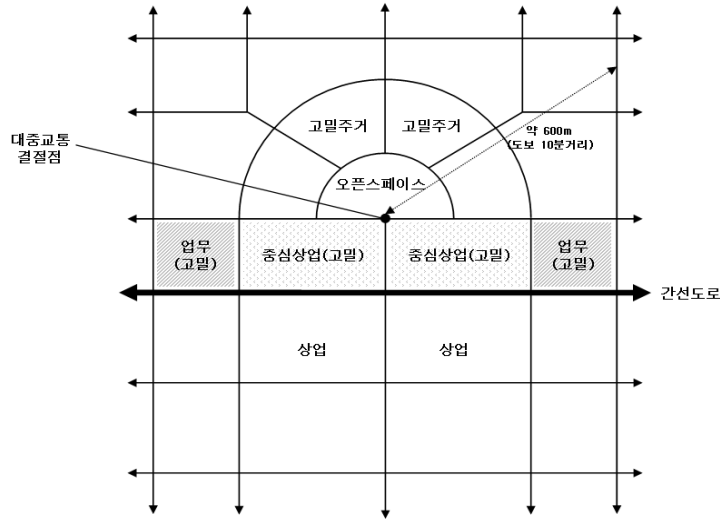 고밀주거
고밀주거
약 600m
(도보 10분거리)
대중교통
결절점
오픈스페이스
업무
(고밀)
중심상업(고밀)
중심상업(고밀)
업무
(고밀)
간선도로
상업
상업